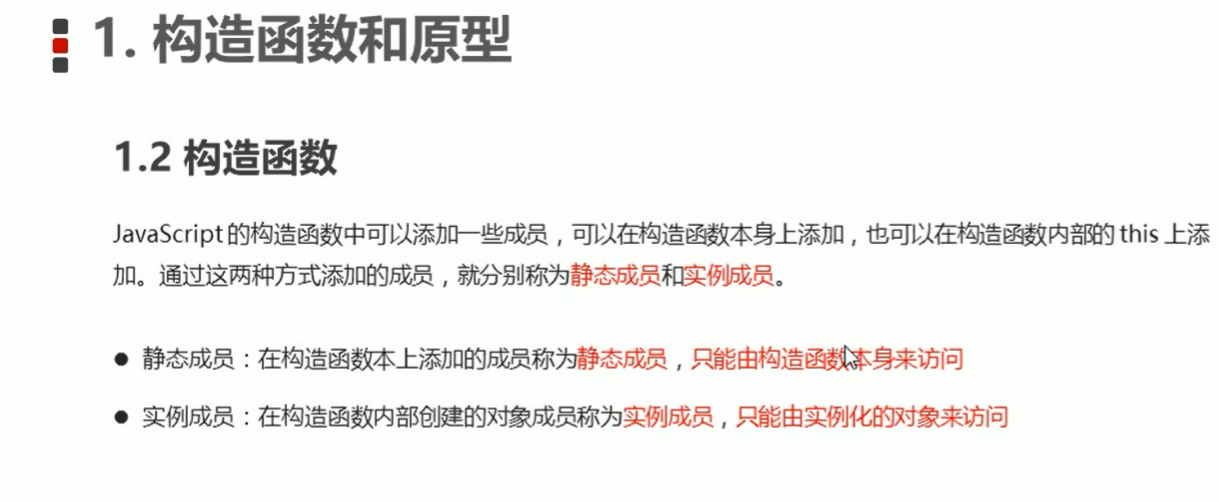 1. 构造函数和原型
1.2 构造函数
JavaScript 的构造函数中可以添加一些成员，可以在构造函数本身上添加，也可以在构造函数内部的 this 上添
加。通过这两种方式添加的成员，就分别称为静态成员和实例成员。
● 静态成员：在构造函数本上添加的成员称为静态成员，只能由构造函数本身来访问
● 实例成员：在构造函数内部创建的对象成员称为实例成员，只能由实例化的对象来访问